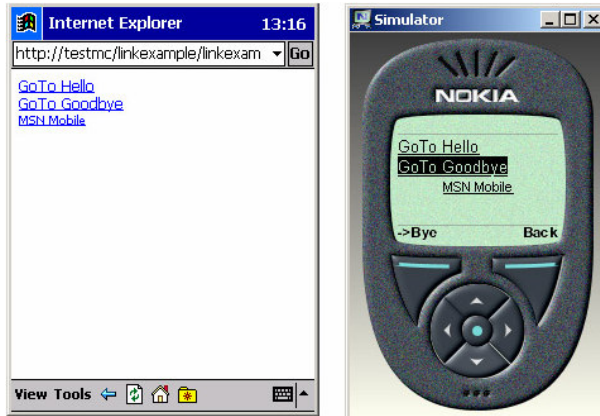 Internet Explorer 13:16
http://testmc/linkexample/linkexam Go
GoTo Hello
GoTo Goodbye
MSN Mobile
View Tools
Simulator
NOKIA
GoTo Hello
GoTo Goodbye
MSN Mobile
->Bye Back